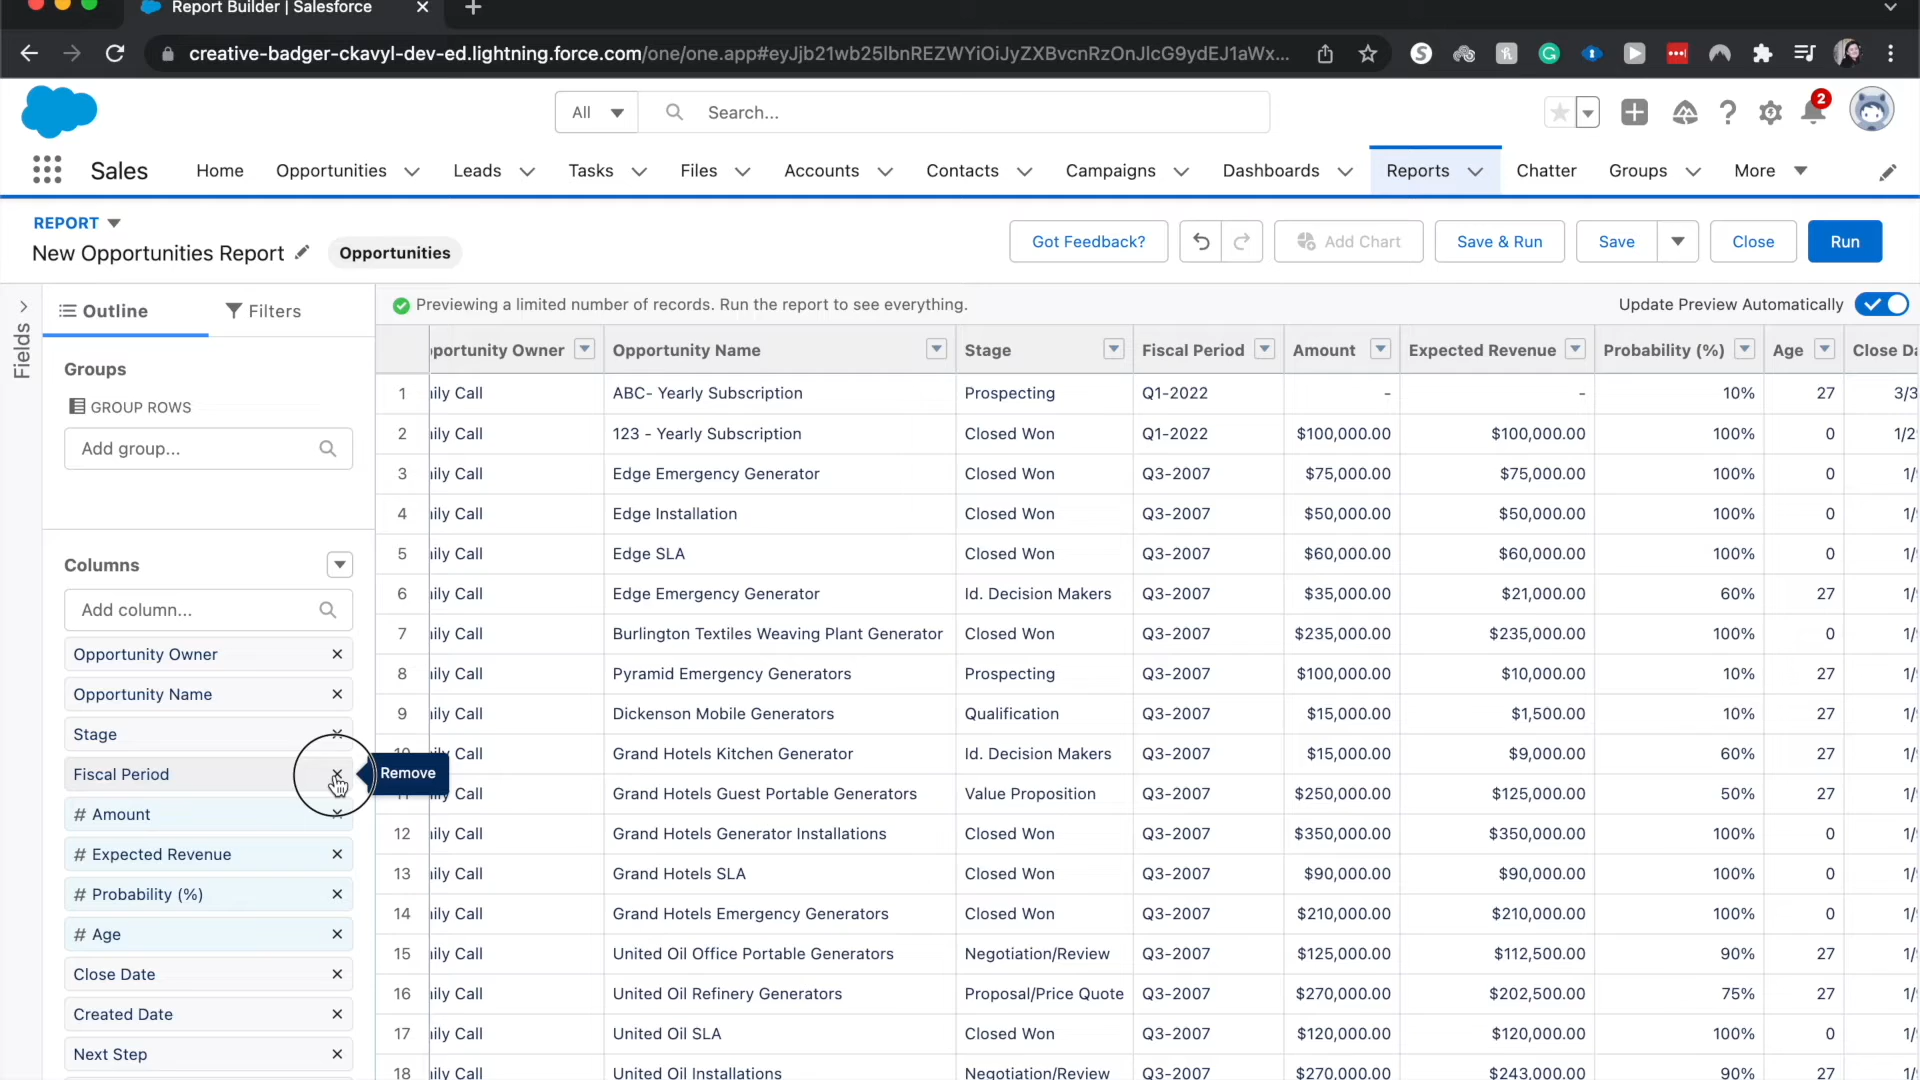 Report Builder | Salesforce
creative-badger-ckavyl-dev-ed.lightning.force.com/one/one.app#eyJjb21wb25lbnREZWYiOiJyZXBvcnRzOnJlcG9ydEJ1aWx...
All
Search...
2
Sales
Home
Opportunities
Leads
Tasks
Files
Accounts
Contacts
Campaigns
Dashboards
Reports
Chatter
Groups
More
REPORT
New Opportunities Report
Opportunities
Got Feedback?
Add Chart
Save & Run
Save
Close
Run
Fields
Outline
Filters
Previewing a limited number of records. Run the report to see everything.
Update Preview Automatically
Groups
GROUP ROWS
Add group...
Columns
Add column...
Opportunity Owner
Opportunity Name
Stage
Fiscal Period
Remove
# Amount
# Expected Revenue
# Probability (%)
# Age
Close Date
Created Date
Next Step
portunity Owner Opportunity Name Stage Fiscal Period Amount Expected Revenue Probability (%) Age Close Da
1 ily Call ABC- Yearly Subscription Prospecting Q1-2022 - - 10% 27 3/3
2 ily Call 123 - Yearly Subscription Closed Won Q1-2022 $100,000.00 $100,000.00 100% 0 1/2
3 ily Call Edge Emergency Generator Closed Won Q3-2007 $75,000.00 $75,000.00 100% 0 1/
4 ily Call Edge Installation Closed Won Q3-2007 $50,000.00 $50,000.00 100% 0 1/
5 ily Call Edge SLA Closed Won Q3-2007 $60,000.00 $60,000.00 100% 0 1/
6 ily Call Edge Emergency Generator Id. Decision Makers Q3-2007 $35,000.00 $21,000.00 60% 27 1/
7 ily Call Burlington Textiles Weaving Plant Generator Closed Won Q3-2007 $235,000.00 $235,000.00 100% 0 1/
8 ily Call Pyramid Emergency Generators Prospecting Q3-2007 $100,000.00 $10,000.00 10% 27 1/
9 ily Call Dickenson Mobile Generators Qualification Q3-2007 $15,000.00 $1,500.00 10% 27 1/
10 ily Call Grand Hotels Kitchen Generator Id. Decision Makers Q3-2007 $15,000.00 $9,000.00 60% 27 1/
11 y Call Grand Hotels Guest Portable Generators Value Proposition Q3-2007 $250,000.00 $125,000.00 50% 27 1/
12 ily Call Grand Hotels Generator Installations Closed Won Q3-2007 $350,000.00 $350,000.00 100% 0 1/
13 ily Call Grand Hotels SLA Closed Won Q3-2007 $90,000.00 $90,000.00 100% 0 1/
14 ily Call Grand Hotels Emergency Generators Closed Won Q3-2007 $210,000.00 $210,000.00 100% 0 1/
15 ily Call United Oil Office Portable Generators Negotiation/Review Q3-2007 $125,000.00 $112,500.00 90% 27 1/
16 ily Call United Oil Refinery Generators Proposal/Price Quote Q3-2007 $270,000.00 $202,500.00 75% 27 1/
17 ily Call United Oil SLA Closed Won Q3-2007 $120,000.00 $120,000.00 100% 0 1/
18 ily Call United Oil Installations Negotiation/Review Q3-2007 $270,000.00 $243,000.00 90% 27 1/